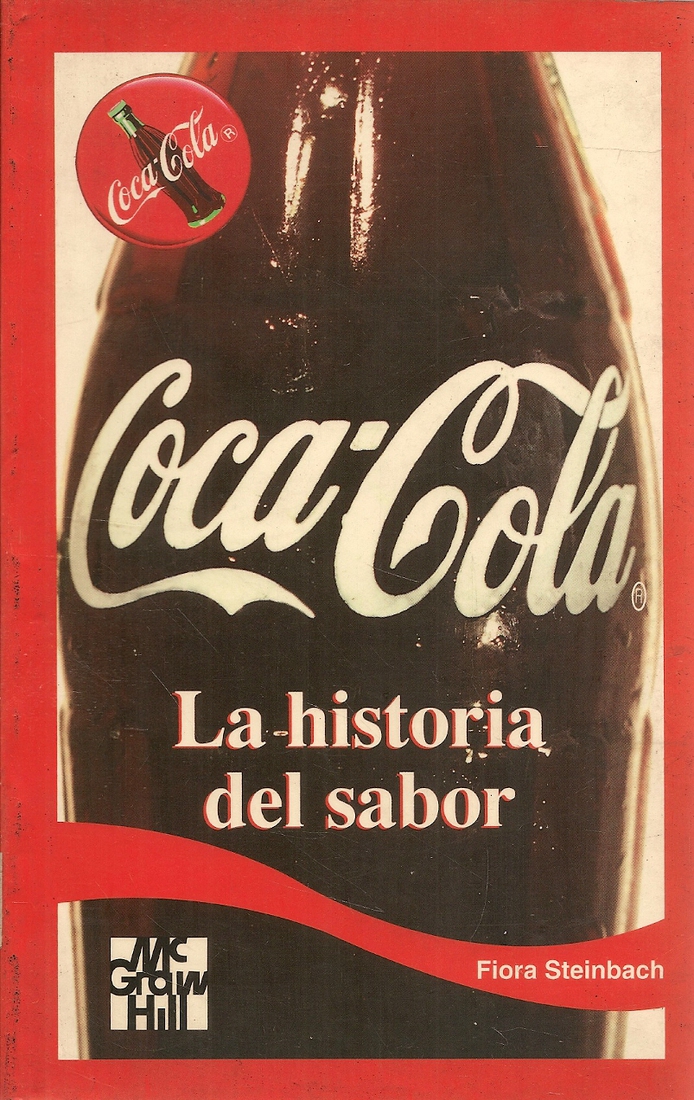 Coca-Cola®
Coca-Cola®
La historia
del sabor
Fiora Steinbach
Mc
Graw
Hill